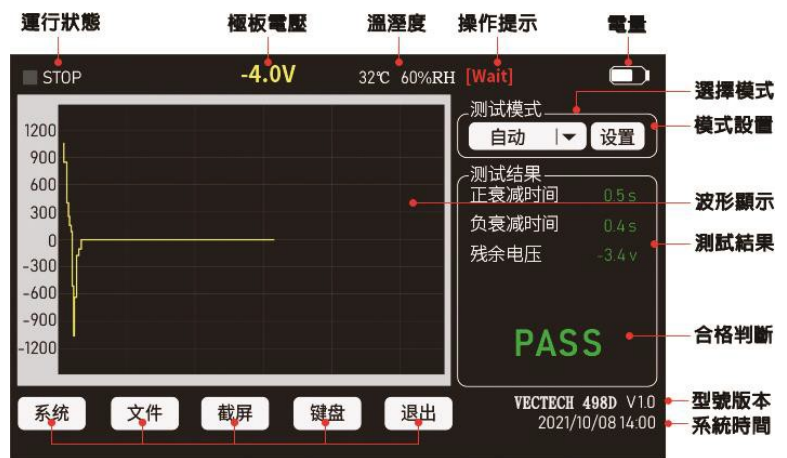 運行狀態 極板電壓 溫溼度 操作提示 電量
STOP -4.0V 32℃ 60%RH [Wait]
選擇模式
测试模式
自动 设置
模式設置
1200
900
600
300
0
-300
-600
-900
-1200
测试结果
正衰减时间 0.5 s
负衰减时间 0.4 s
残余电压 -3.4 v
波形顯示
測試結果
PASS
合格判斷
系统 文件 截屏 键盘 退出
VECTECH 498D V1.0
型號版本
2021/10/08 14:00
系統時間